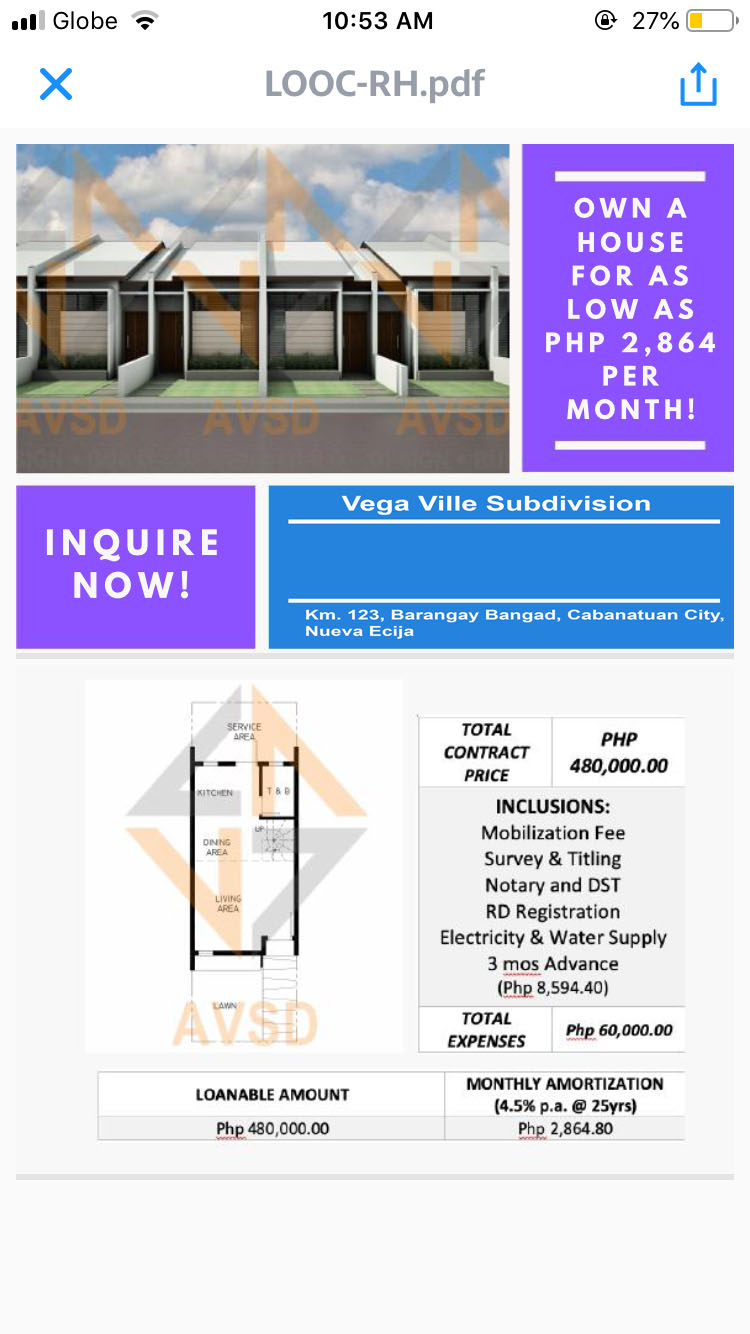 Globe
10:53 AM
27%
LOOC-RH.pdf
AVSD AVSD AVSD
OWN A
HOUSE
FOR AS
LOW AS
PHP 2,864
PER
MONTH!
INQUIRE
NOW!
Vega Ville Subdivision
Km. 123, Barangay Bangad, Cabanatuan City,
Nueva Ecija
SERVICE
AREA
KITCHEN
T & B
UP
DINING
AREA
LIVING
AREA
LAWN
AVSD
TOTAL
CONTRACT
PRICE
PHP
480,000.00
INCLUSIONS:
Mobilization Fee
Survey & Titling
Notary and DST
RD Registration
Electricity & Water Supply
3 mos Advance
(Php 8,594.40)
TOTAL
EXPENSES
Php 60,000.00
LOANABLE AMOUNT
MONTHLY AMORTIZATION
(4.5% p.a. @ 25yrs)
Php 480,000.00
Php 2,864.80